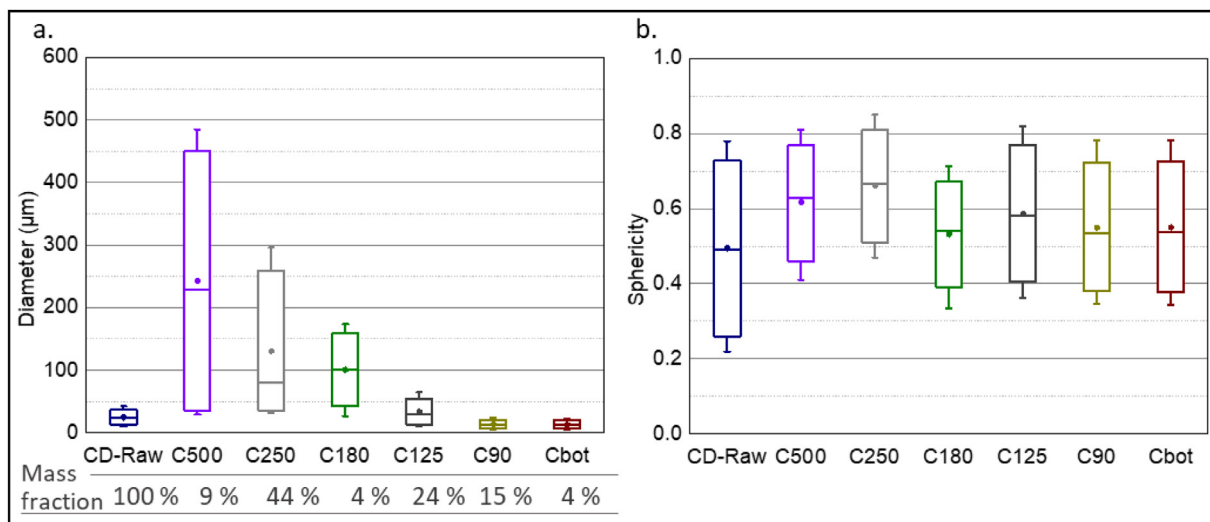 a.
600
500
400
300
200
100
0
Diameter (µm)
CD-Raw C500 C250 C180 C125 C90 Cbot
Mass
fraction 100 % 9 % 44 % 4 % 24 % 15 % 4 %
b.
1.0
0.8
0.6
0.4
0.2
0.0
Sphericity
CD-Raw C500 C250 C180 C125 C90 Cbot